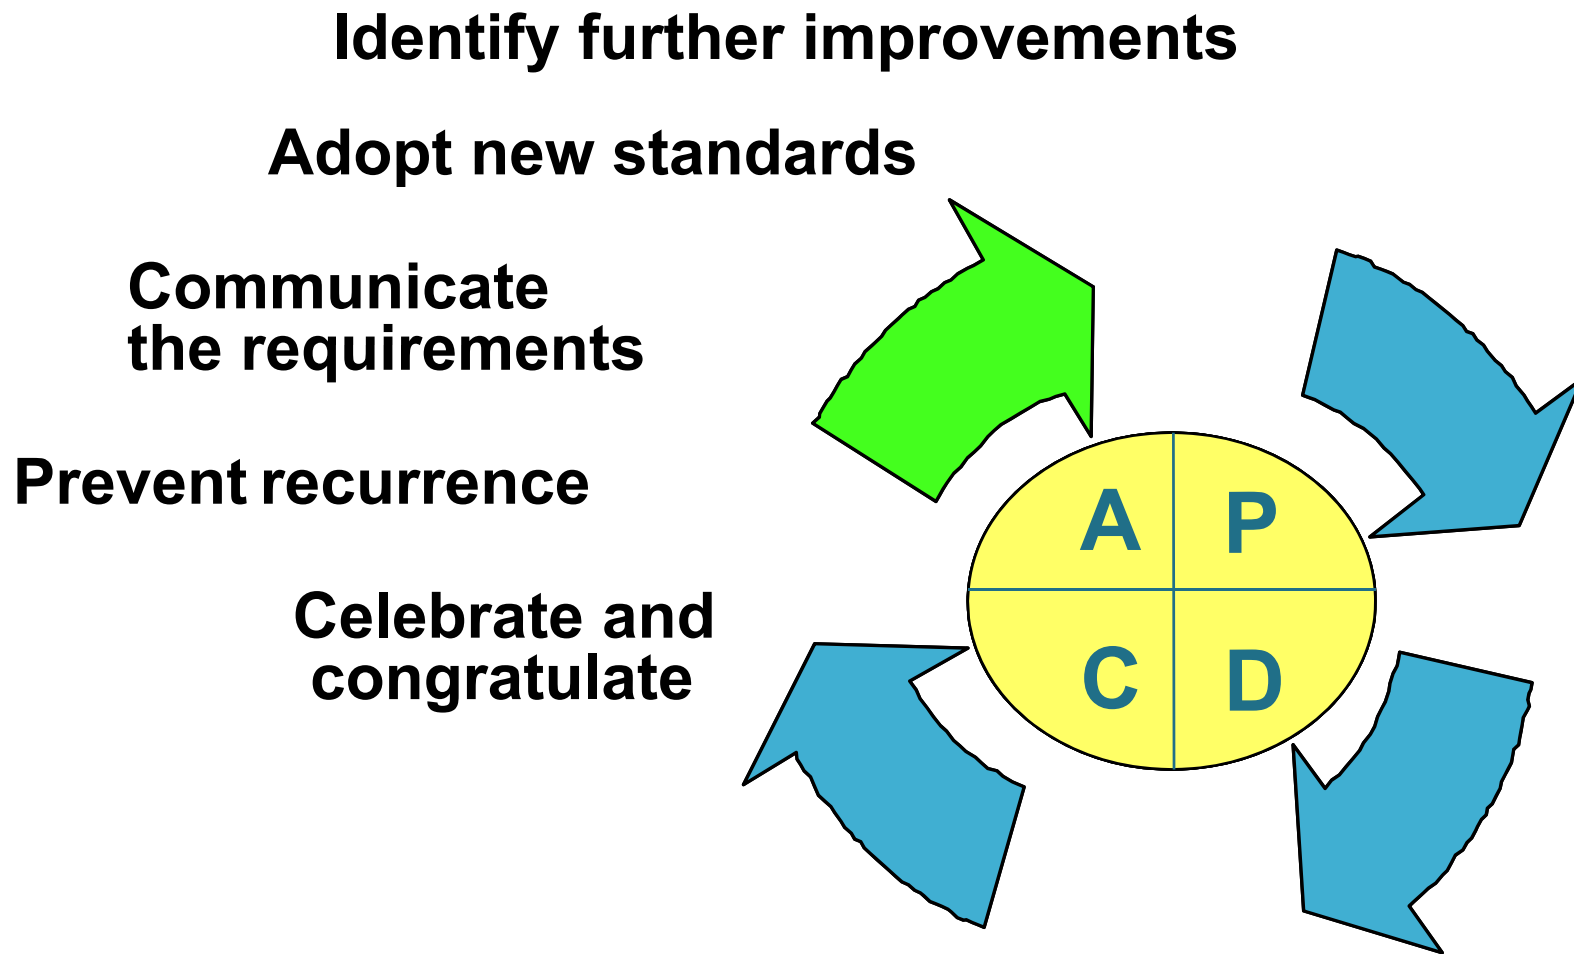 Identify further improvements
Adopt new standards
Communicate
the requirements
Prevent recurrence
Celebrate and
congratulate
A P
C D